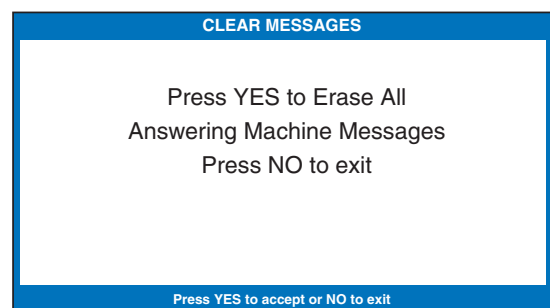 CLEAR MESSAGES
Press YES to Erase All
Answering Machine Messages
Press NO to exit
Press YES to accept or NO to exit